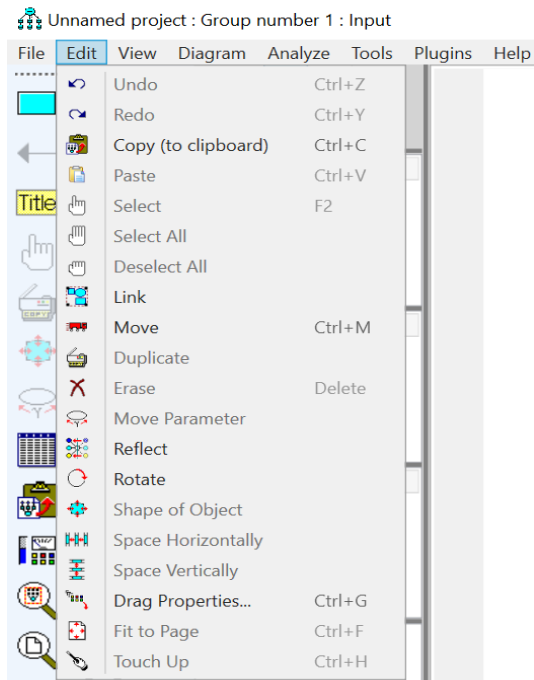 Unnamed project : Group number 1 : Input
File Edit View Diagram Analyze Tools Plugins Help
Undo Ctrl+Z
Redo Ctrl+Y
Copy (to clipboard) Ctrl+C
Paste Ctrl+V
Title
Select F2
Select All
Deselect All
Link
COPY
Move Ctrl+M
Duplicate
Erase Delete
Move Parameter
Reflect
Rotate
Shape of Object
Space Horizontally
Space Vertically
Drag Properties... Ctrl+G
Fit to Page Ctrl+F
Touch Up Ctrl+H